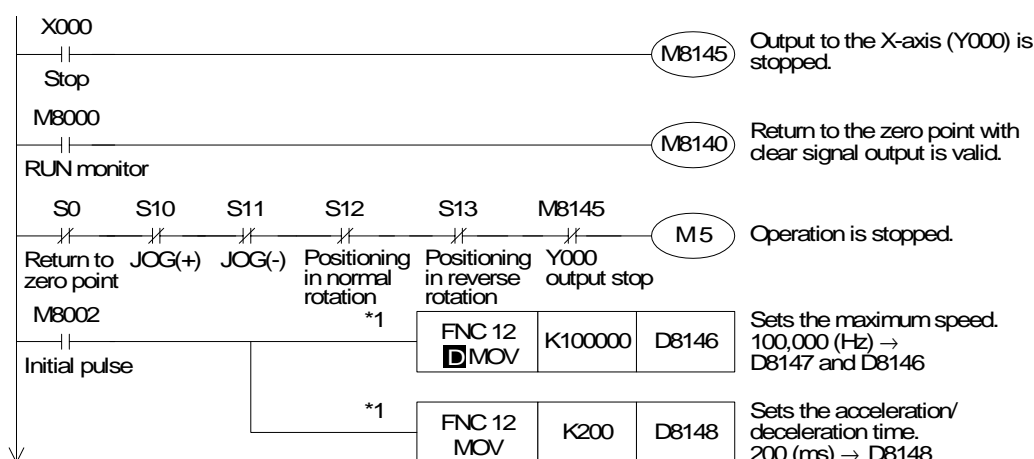 X000
Stop
M8145
Output to the X-axis (Y000) is
stopped.
M8000
RUN monitor
M8140
Return to the zero point with
clear signal output is valid.
S0 S10 S11 S12 S13 M8145
M5
Operation is stopped.
Return to
zero point
JOG(+)
JOG(-)
Positioning
in normal
rotation
Positioning
in reverse
rotation
Y000
output stop
M8002
Initial pulse
*1
FNC 12
D MOV
K100000
D8146
Sets the maximum speed.
100,000 (Hz) →
D8147 and D8146
*1
FNC 12
MOV
K200
D8148
Sets the acceleration/
deceleration time.
200 (ms) → D8148